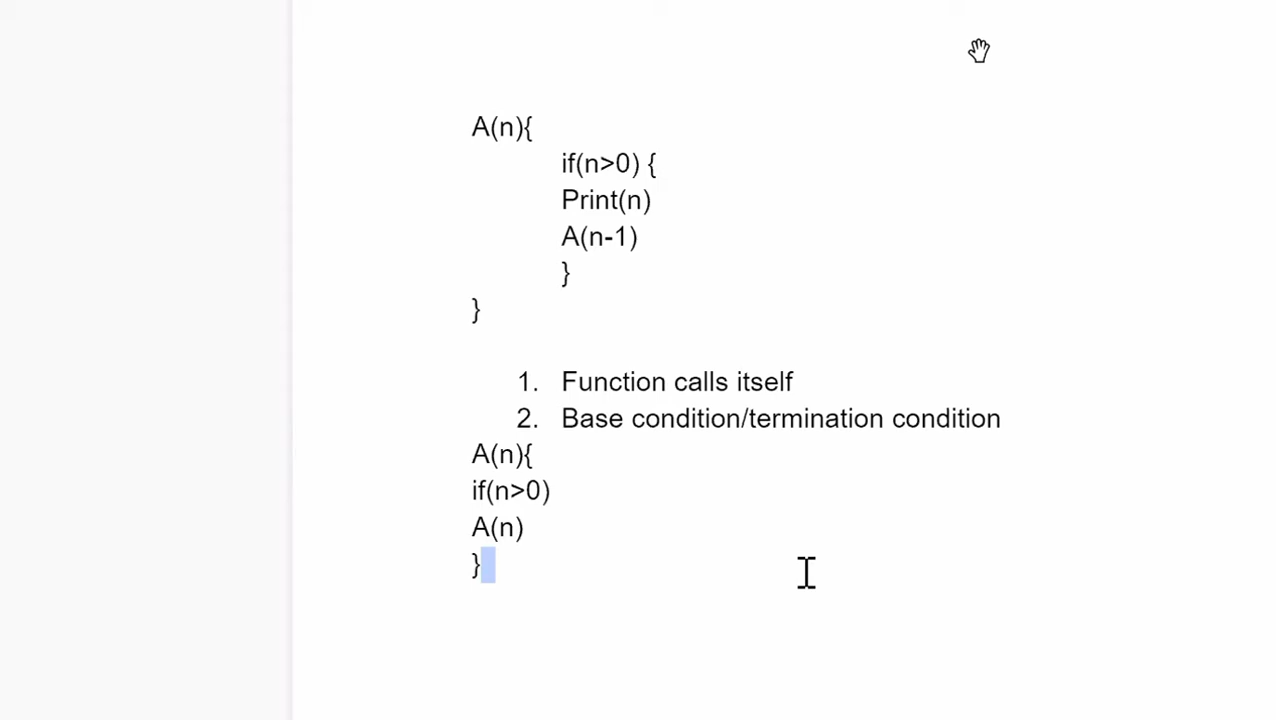 A(n){
if(n>0) {
Print(n)
A(n-1)
}
}
1. Function calls itself
2. Base condition/termination condition
A(n){
if(n>0)
A(n)
}